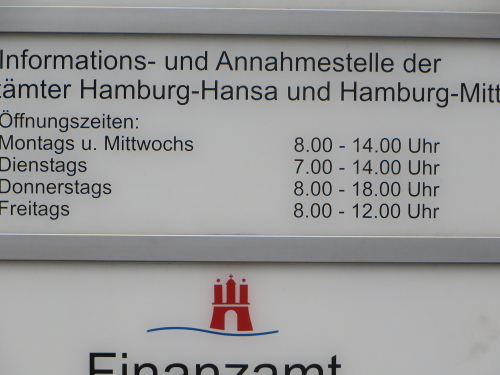 Informations- und Annahmestelle der
Hamburg-Hansa und Hamburg-Mitt
Öffnungszeiten:
Montags u. Mittwochs 8.00 - 14.00 Uhr
Dienstags 7.00 - 14.00 Uhr
Donnerstags 8.00 - 18.00 Uhr
Freitags 8.00 - 12.00 Uhr
Finanzamt